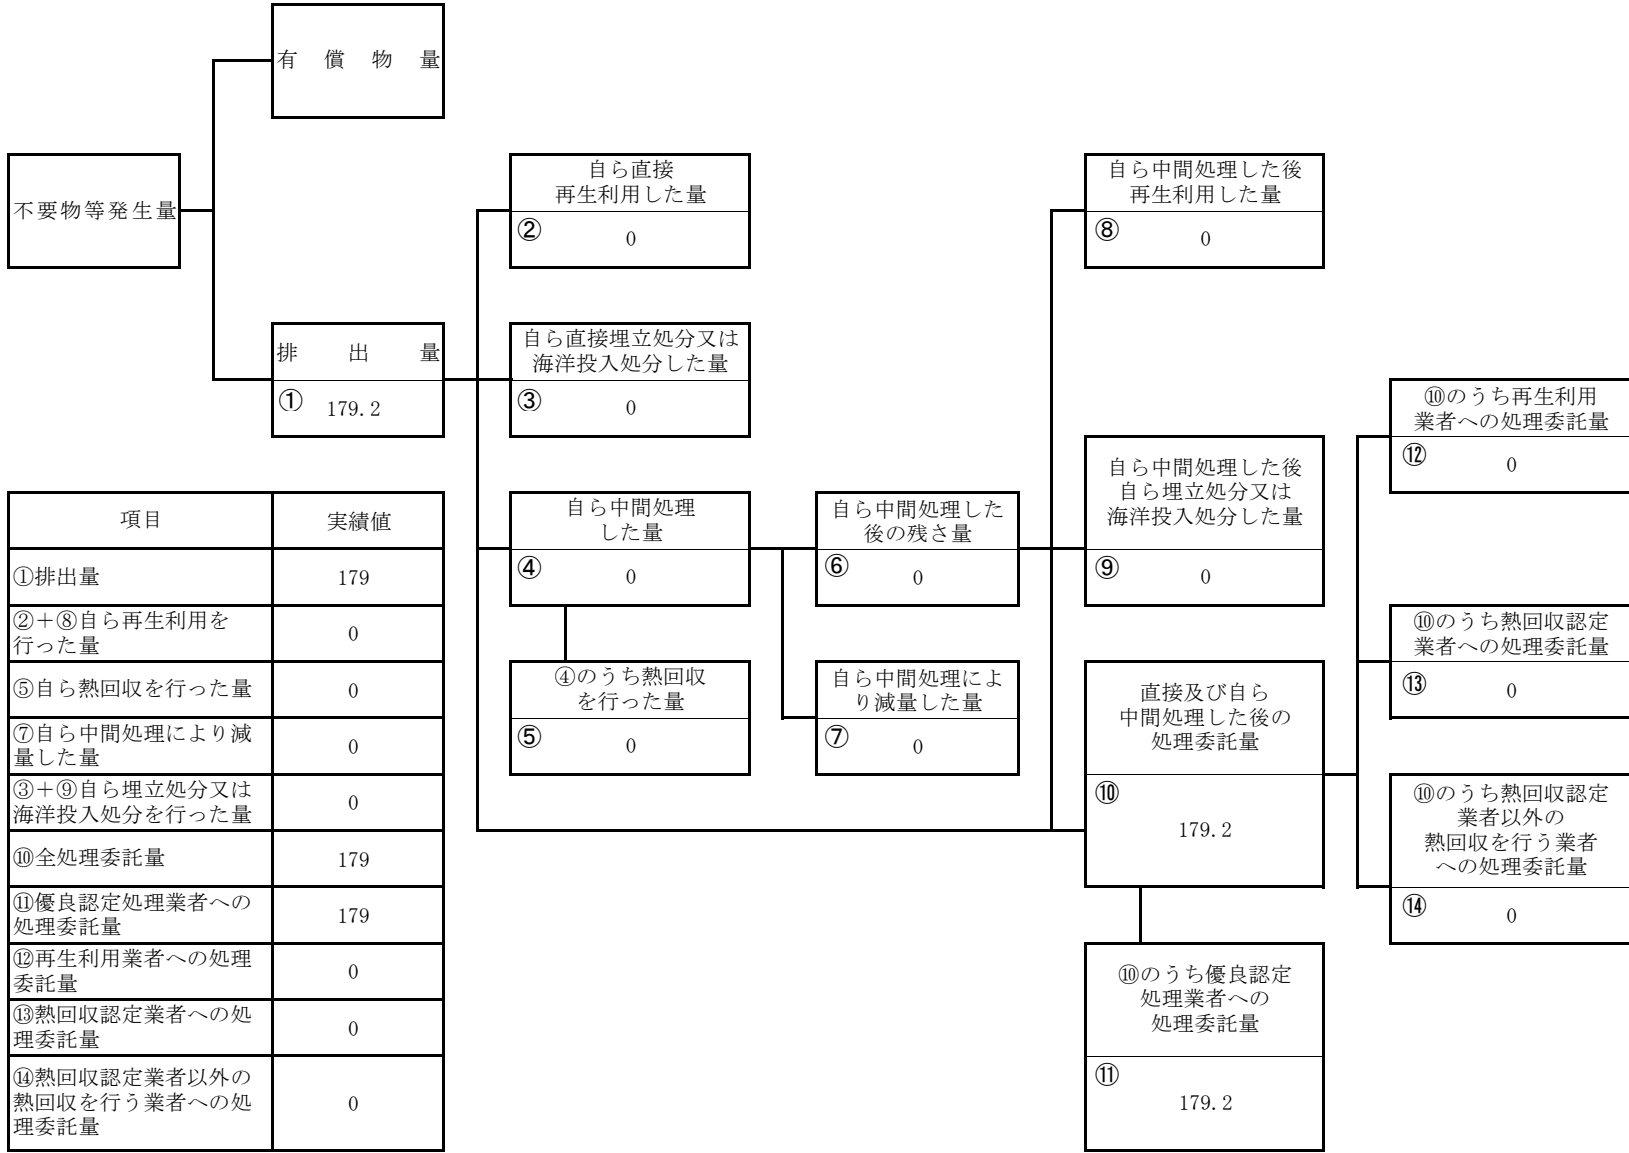 有償物量
不要物等発生量
排出量
① 179.2
自ら直接
再生利用した量
② 0
自ら直接埋立処分又は
海洋投入処分した量
③ 0
自ら中間処理
した量
④ 0
④のうち熱回収
を行った量
⑤ 0
自ら中間処理した
後の残さ量
⑥ 0
自ら中間処理によ
り減量した量
⑦ 0
自ら中間処理した後
再生利用した量
⑧ 0
自ら中間処理した後
自ら埋立処分又は
海洋投入処分した量
⑨ 0
直接及び自ら
中間処理した後の
処理委託量
⑩
179.2
⑩のうち優良認定
処理業者への
処理委託量
⑪
179.2
⑩のうち再生利用
業者への処理委託量
⑫ 0
⑩のうち熱回収認定
業者への処理委託量
⑬ 0
⑩のうち熱回収認定
業者以外の
熱回収を行う業者
への処理委託量
⑭ 0
項目 実績値
①排出量 179
②＋⑧自ら再生利用を
行った量 0
⑤自ら熱回収を行った量 0
⑦自ら中間処理により減
量した量 0
③＋⑨自ら埋立処分又は
海洋投入処分を行った量 0
⑩全処理委託量 179
⑪優良認定処理業者への
処理委託量 179
⑫再生利用業者への処理
委託量 0
⑬熱回収認定業者への処
理委託量 0
⑭熱回収認定業者以外の
熱回収を行う業者への処
理委託量 0